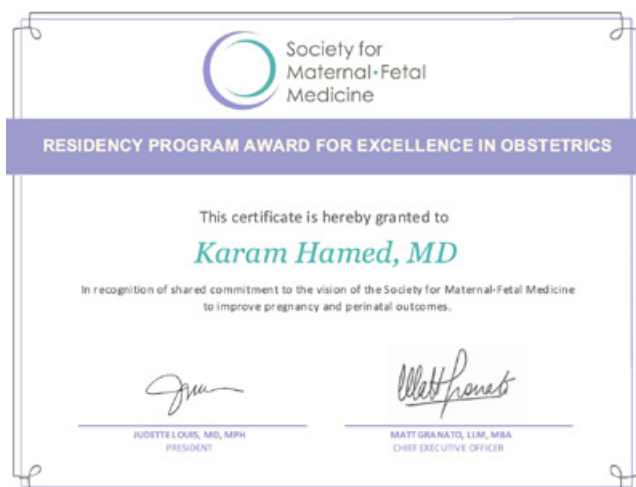 Society for
Maternal•Fetal
Medicine
RESIDENCY PROGRAM AWARD FOR EXCELLENCE IN OBSTETRICS
This certificate is hereby granted to
Karam Hamed, MD
In recognition of shared commitment to the vision of the Society for Maternal-Fetal Medicine
to improve pregnancy and perinatal outcomes.
Matt Granato
JUDETTE LOUIS, MD, MPH
MATT GRANATO, LLM, MBA
PRESIDENT
CHIEF EXECUTIVE OFFICER